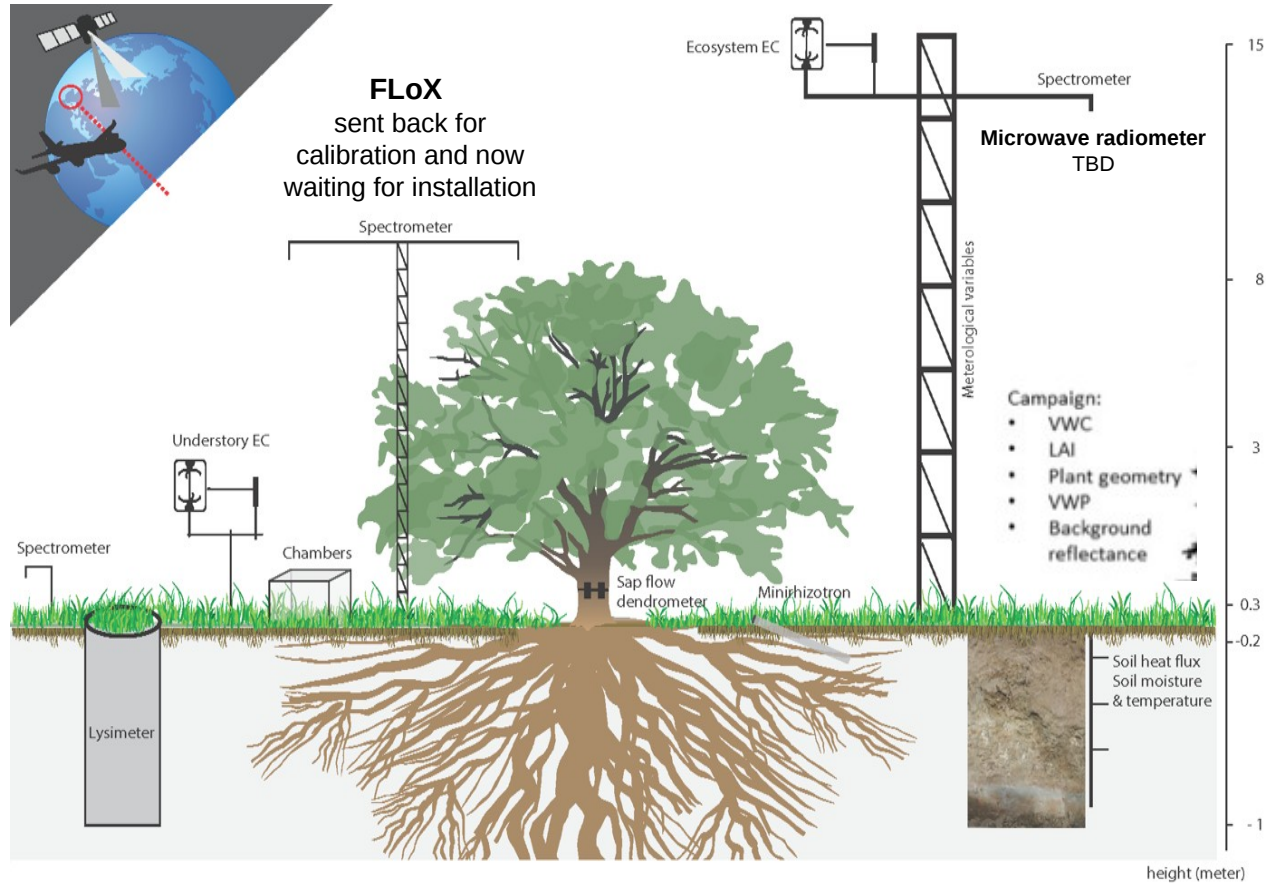 FLoX
sent back for
calibration and now
waiting for installation
Spectrometer
Ecosystem EC
Spectrometer
Microwave radiometer
TBD
Meterological variables
Understory EC
Spectrometer
Chambers
Sap flow
dendrometer
Minirhizotron
Lysimeter
Campaign:
• VWC
• LAI
• Plant geometry
• VWP
• Background
reflectance
Soil heat flux
Soil moisture
& temperature
15
8
3
0.3
-0.2
- 1
height (meter)